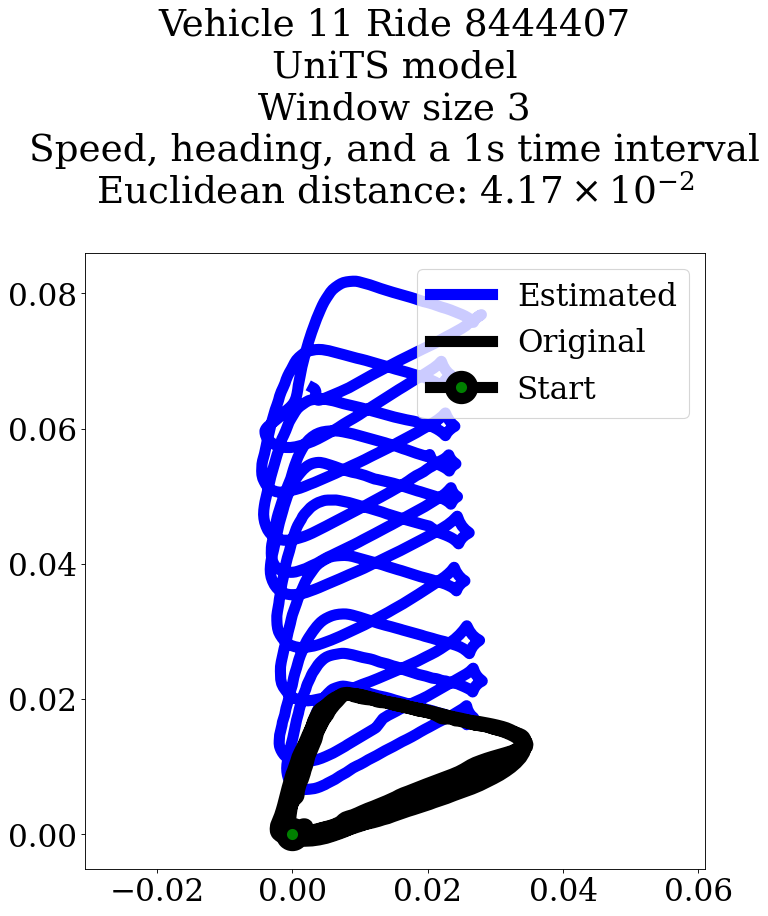 Vehicle 11 Ride 8444407
UniTS model
Window size 3
Speed, heading, and a 1s time interval
Euclidean distance: 4.17 × 10⁻²
0.08
0.06
0.04
0.02
0.00
Estimated
Original
Start
−0.02 0.00 0.02 0.04 0.06